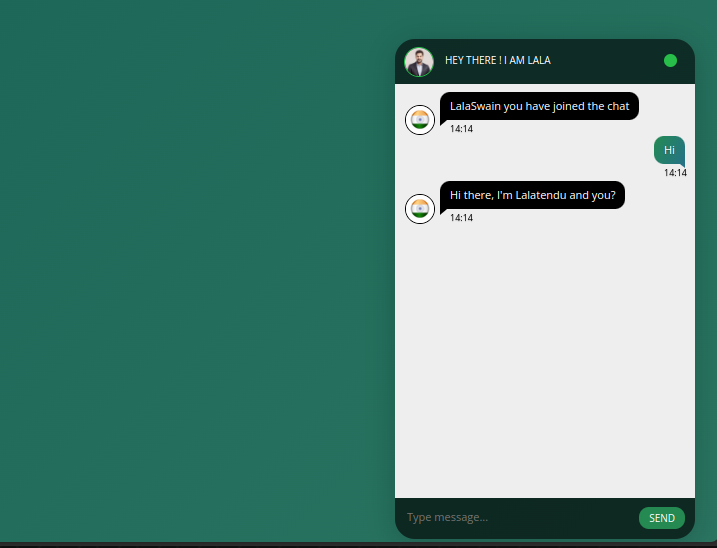 HEY THERE ! I AM LALA
LalaSwain you have joined the chat
14:14
Hi
14:14
Hi there, I'm Lalatendu and you?
14:14
Type message...
SEND